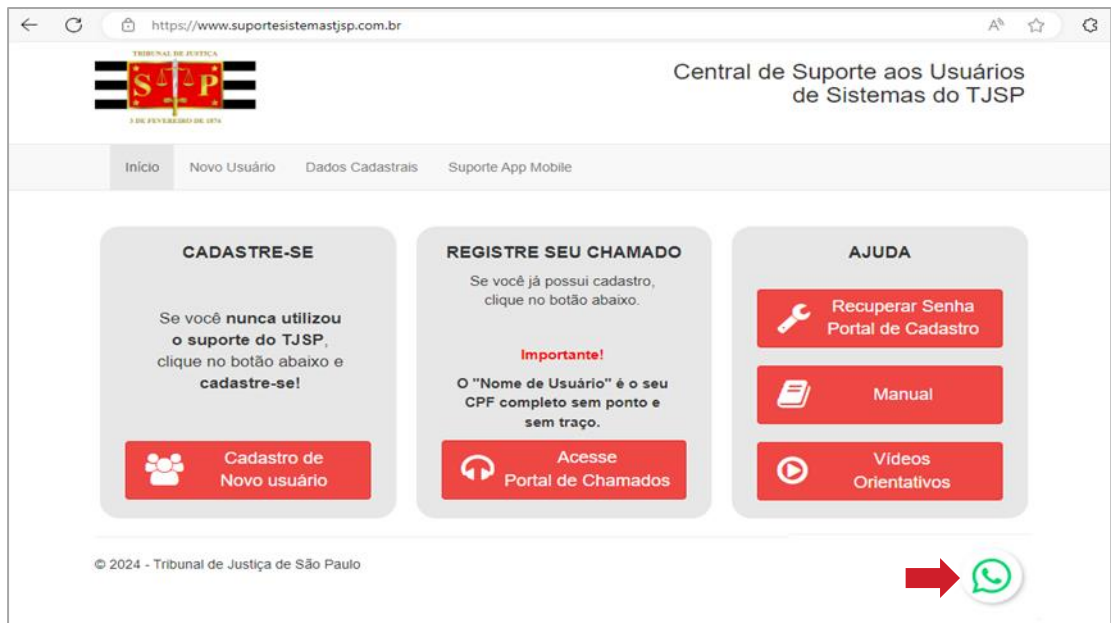 https://www.suportesistemastjsp.com.br
TRIBUNAL DE JUSTIÇA
S P
3 DE FEVEREIRO DE 1874
Central de Suporte aos Usuários
de Sistemas do TJSP
Início Novo Usuário Dados Cadastrais Suporte App Mobile
CADASTRE-SE
Se você nunca utilizou
o suporte do TJSP,
clique no botão abaixo e
cadastre-se!
Cadastro de
Novo usuário
REGISTRE SEU CHAMADO
Se você já possui cadastro,
clique no botão abaixo.
Importante!
O "Nome de Usuário" é o seu
CPF completo sem ponto e
sem traço.
Acesse
Portal de Chamados
AJUDA
Recuperar Senha
Portal de Cadastro
Manual
Vídeos
Orientativos
© 2024 - Tribunal de Justiça de São Paulo